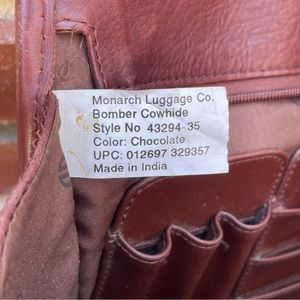 Monarch Luggage Co.
Bomber Cowhide
Style No 43294-35
Color: Chocolate
UPC: 012697 329357
Made in India